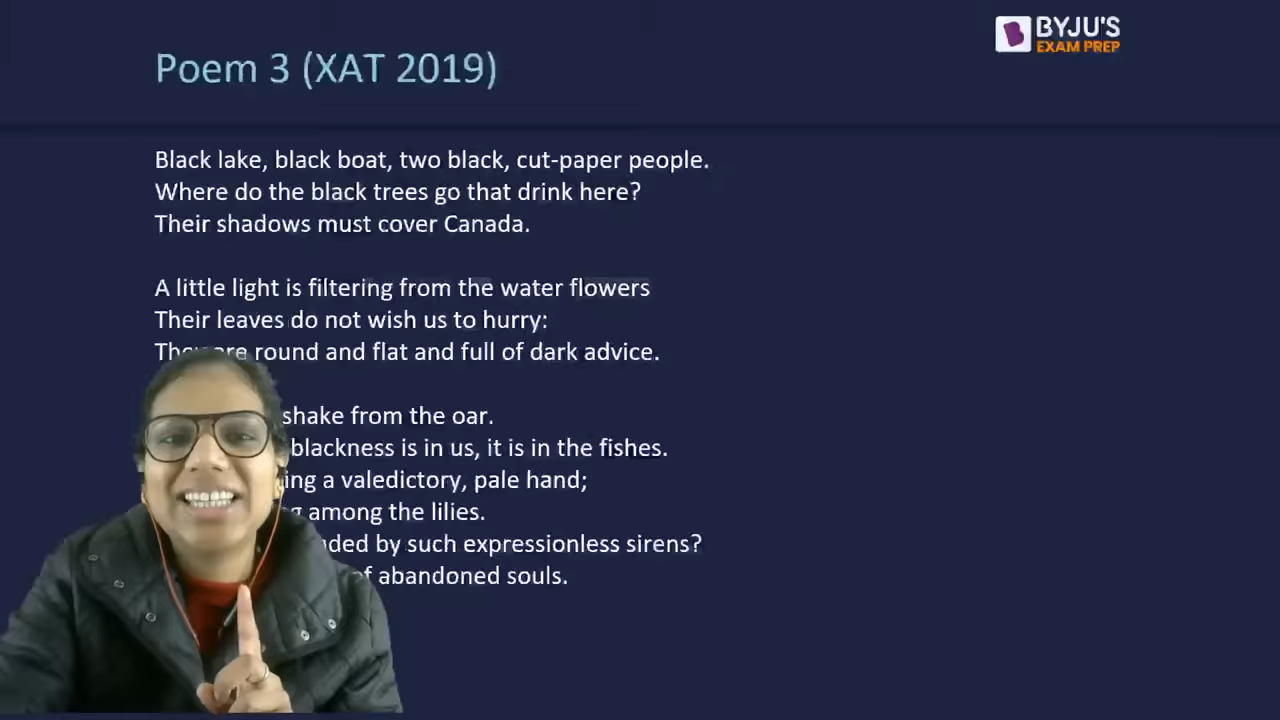 BYJU'S
EXAM PREP
Poem 3 (XAT 2019)
Black lake, black boat, two black, cut-paper people.
Where do the black trees go that drink here?
Their shadows must cover Canada.
A little light is filtering from the water flowers
Their leaves do not wish us to hurry:
are round and flat and full of dark advice.
shake from the oar.
blackness is in us, it is in the fishes.
a valedictory, pale hand;
among the lilies.
by such expressionless sirens?
of abandoned souls.